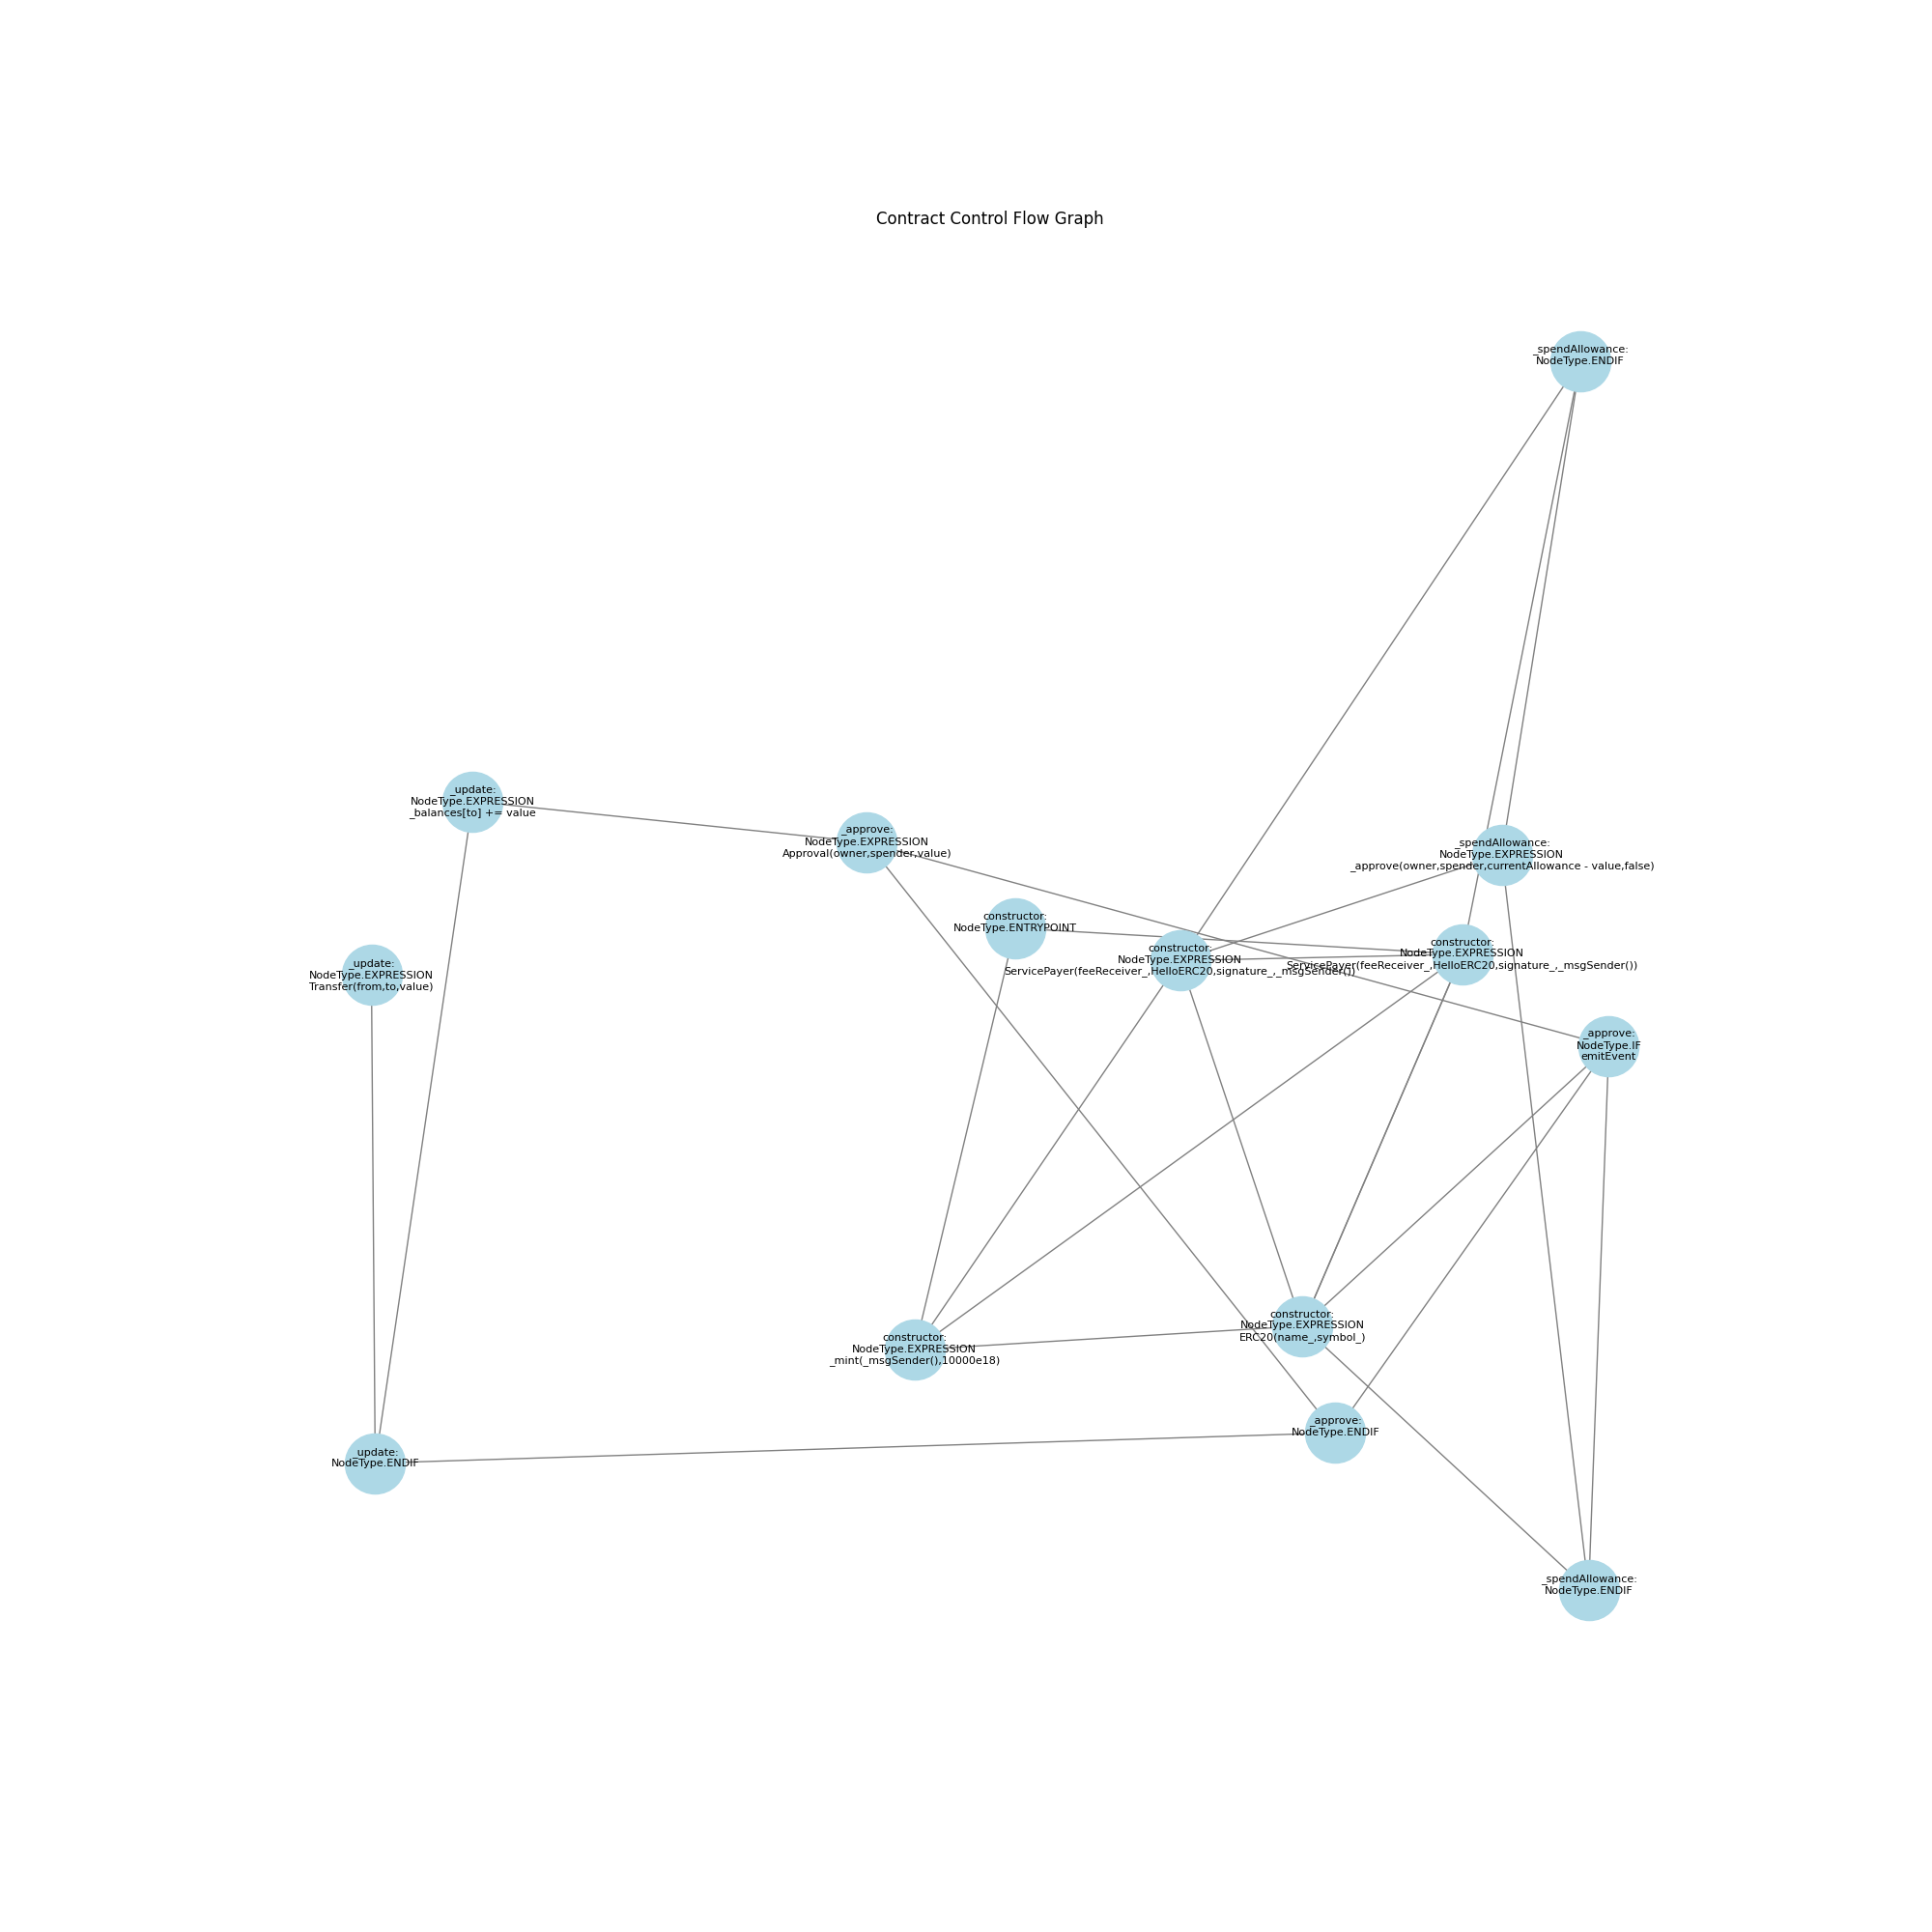 Contract Control Flow Graph
_spendAllowance:
NodeType.ENDIF
_update:
NodeType.EXPRESSION
_balances[to] += value
_approve:
NodeType.EXPRESSION
Approval(owner,spender,value)
_spendAllowance:
NodeType.EXPRESSION
_approve(owner,spender,currentAllowance - value,false)
constructor:
NodeType.ENTRYPOINT
constructor:
NodeType.EXPRESSION
ServicePayer(feeReceiver_,HelloERC20,signature_,_msgSender())
constructor:
NodeType.EXPRESSION
ServicePayer(feeReceiver_,HelloERC20,signature_,_msgSender())
_update:
NodeType.EXPRESSION
Transfer(from,to,value)
_approve:
NodeType.IF
emitEvent
constructor:
NodeType.EXPRESSION
ERC20(name_,symbol_)
constructor:
NodeType.EXPRESSION
_mint(_msgSender(),10000e18)
_approve:
NodeType.ENDIF
_update:
NodeType.ENDIF
_spendAllowance:
NodeType.ENDIF